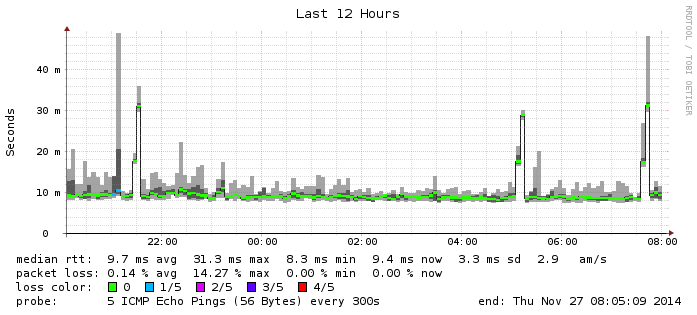 Last 12 Hours
RRDTOOL / TOBI OETIKER
Seconds
40 m
30 m
20 m
10 m
0
22:00 00:00 02:00 04:00 06:00 08:00
median rtt: 9.7 ms avg 31.3 ms max 8.3 ms min 9.4 ms now 3.3 ms sd 2.9 am/s
packet loss: 0.14 % avg 14.27 % max 0.00 % min 0.00 % now
loss color: 0 1/5 2/5 3/5 4/5
probe: 5 ICMP Echo Pings (56 Bytes) every 300s end: Thu Nov 27 08:05:09 2014